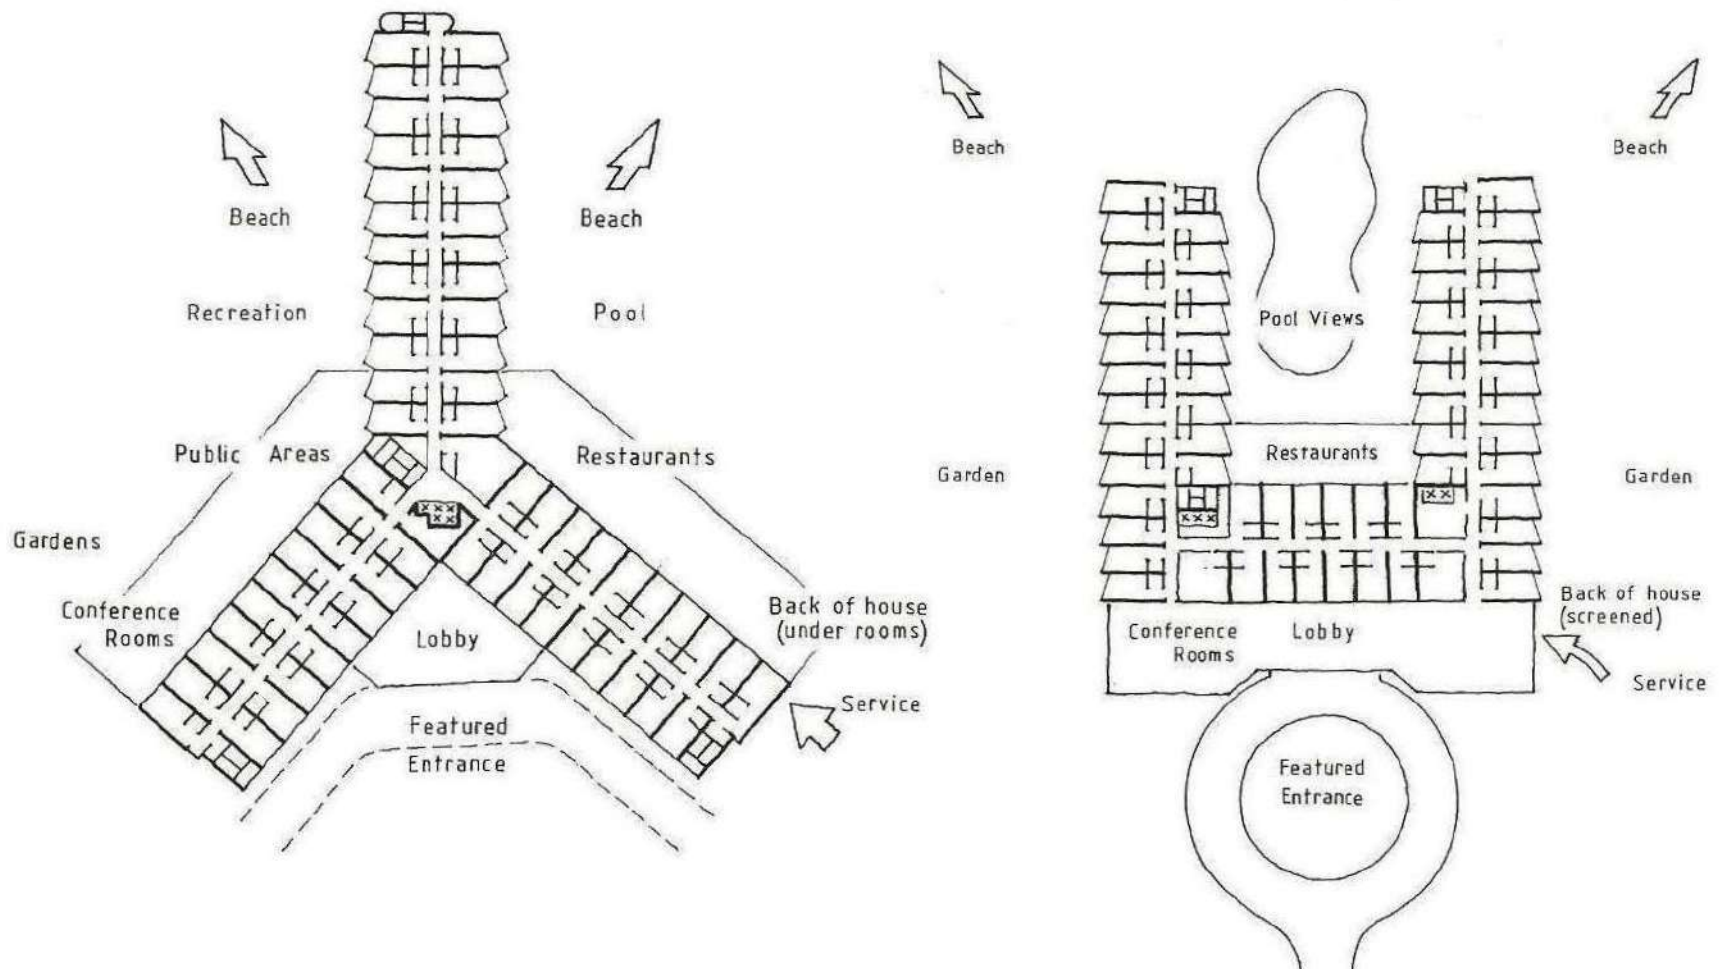 Beach
Beach
Recreation
Pool
Public Areas
Restaurants
Gardens
Conference
Rooms
Lobby
Back of house
(under rooms)
Service
Featured
Entrance
Beach
Beach
Pool Views
Garden
Restaurants
Garden
Conference
Rooms
Lobby
Back of house
(screened)
Service
Featured
Entrance